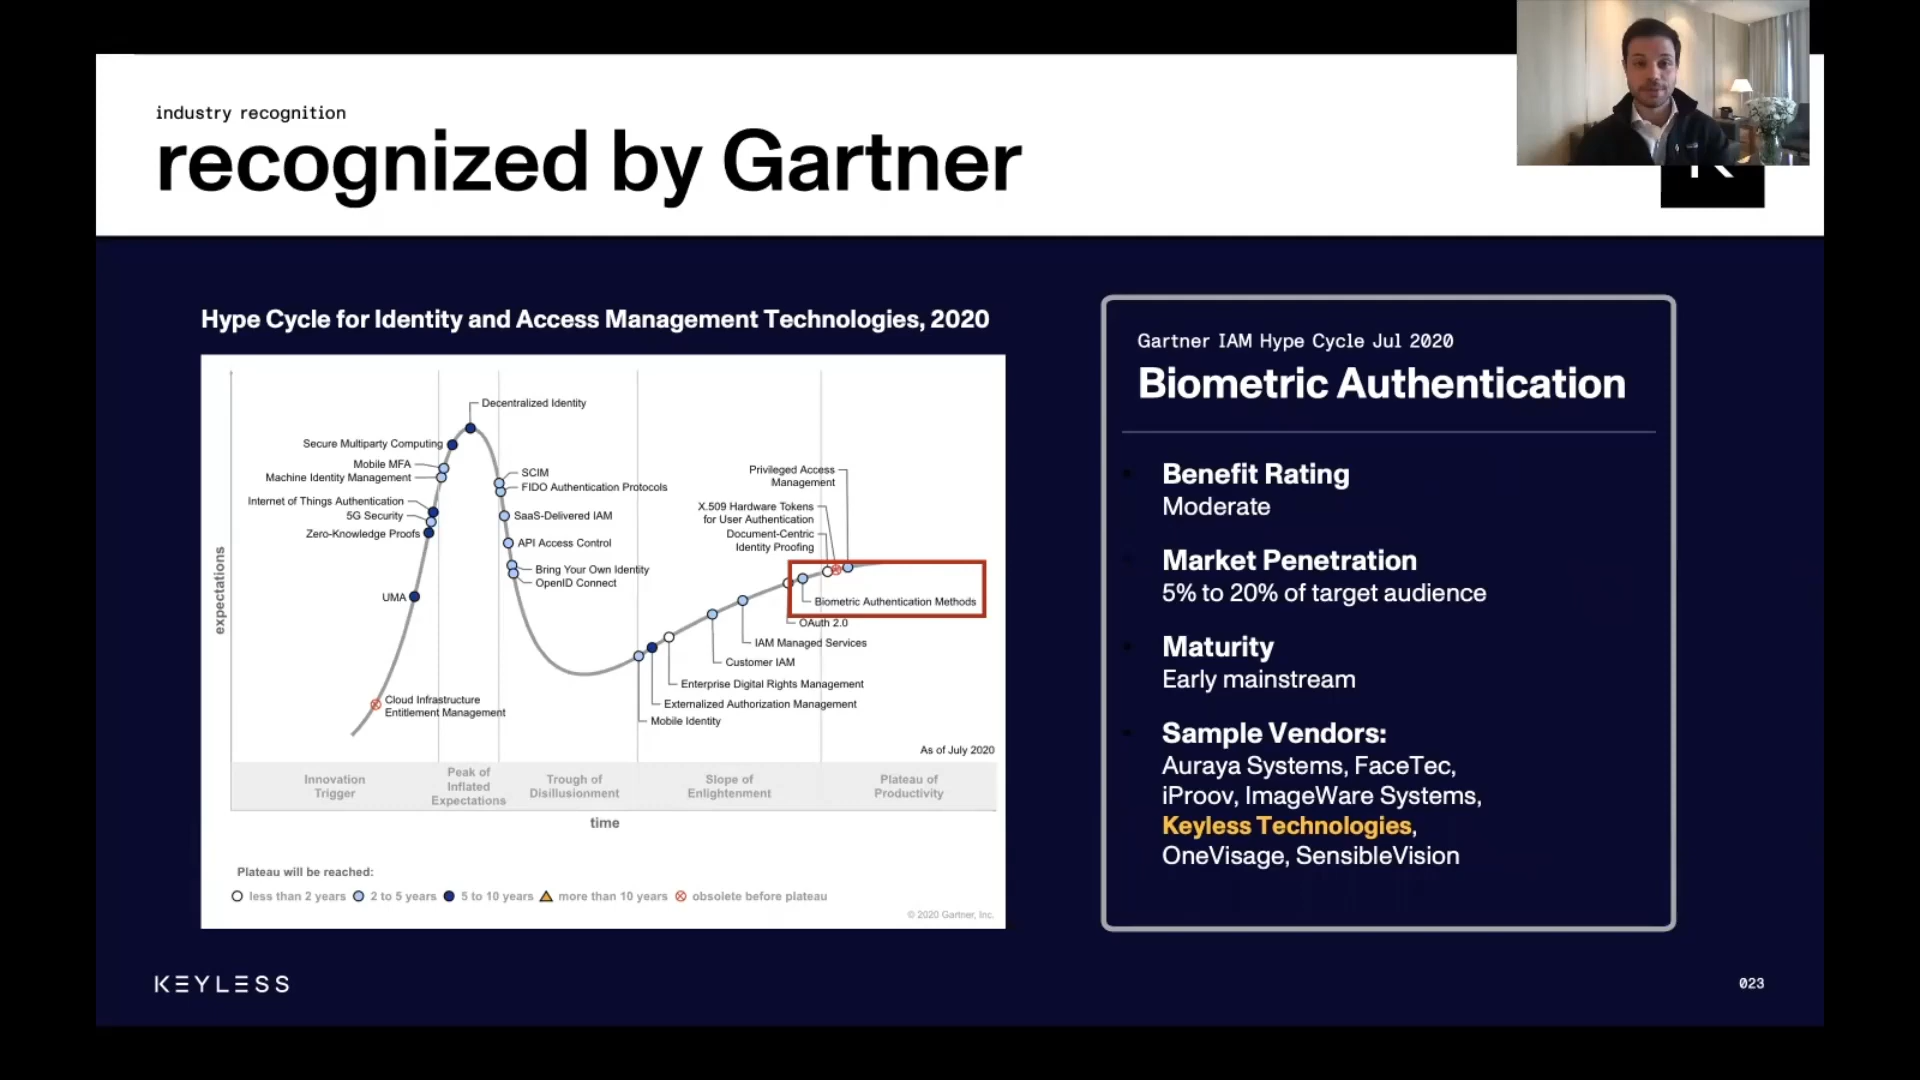 industry recognition
recognized by Gartner
Hype Cycle for Identity and Access Management Technologies, 2020
Decentralized Identity
Secure Multiparty Computing
Mobile MFA
Machine Identity Management
Internet of Things Authentication
5G Security
Zero-Knowledge Proofs
UMA
Cloud Infrastructure
Entitlement Management
SCIM
FIDO Authentication Protocols
SaaS-Delivered IAM
API Access Control
Bring Your Own Identity
OpenID Connect
Privileged Access
Management
X.509 Hardware Tokens
for User Authentication
Document-Centric
Identity Proofing
Biometric Authentication Methods
OAuth 2.0
IAM Managed Services
Customer IAM
Enterprise Digital Rights Management
Externalized Authorization Management
Mobile Identity
expectations
As of July 2020
Innovation
Trigger
Peak of
Inflated
Expectations
Trough of
Disillusionment
Slope of
Enlightenment
Plateau of
Productivity
time
Plateau will be reached:
less than 2 years 2 to 5 years 5 to 10 years more than 10 years obsolete before plateau
© 2020 Gartner, Inc.
Gartner IAM Hype Cycle Jul 2020
Biometric Authentication
Benefit Rating
Moderate
Market Penetration
5% to 20% of target audience
Maturity
Early mainstream
Sample Vendors:
Auraya Systems, FaceTec,
iProov, ImageWare Systems,
Keyless Technologies,
OneVisage, SensibleVision
KEYLESS
023